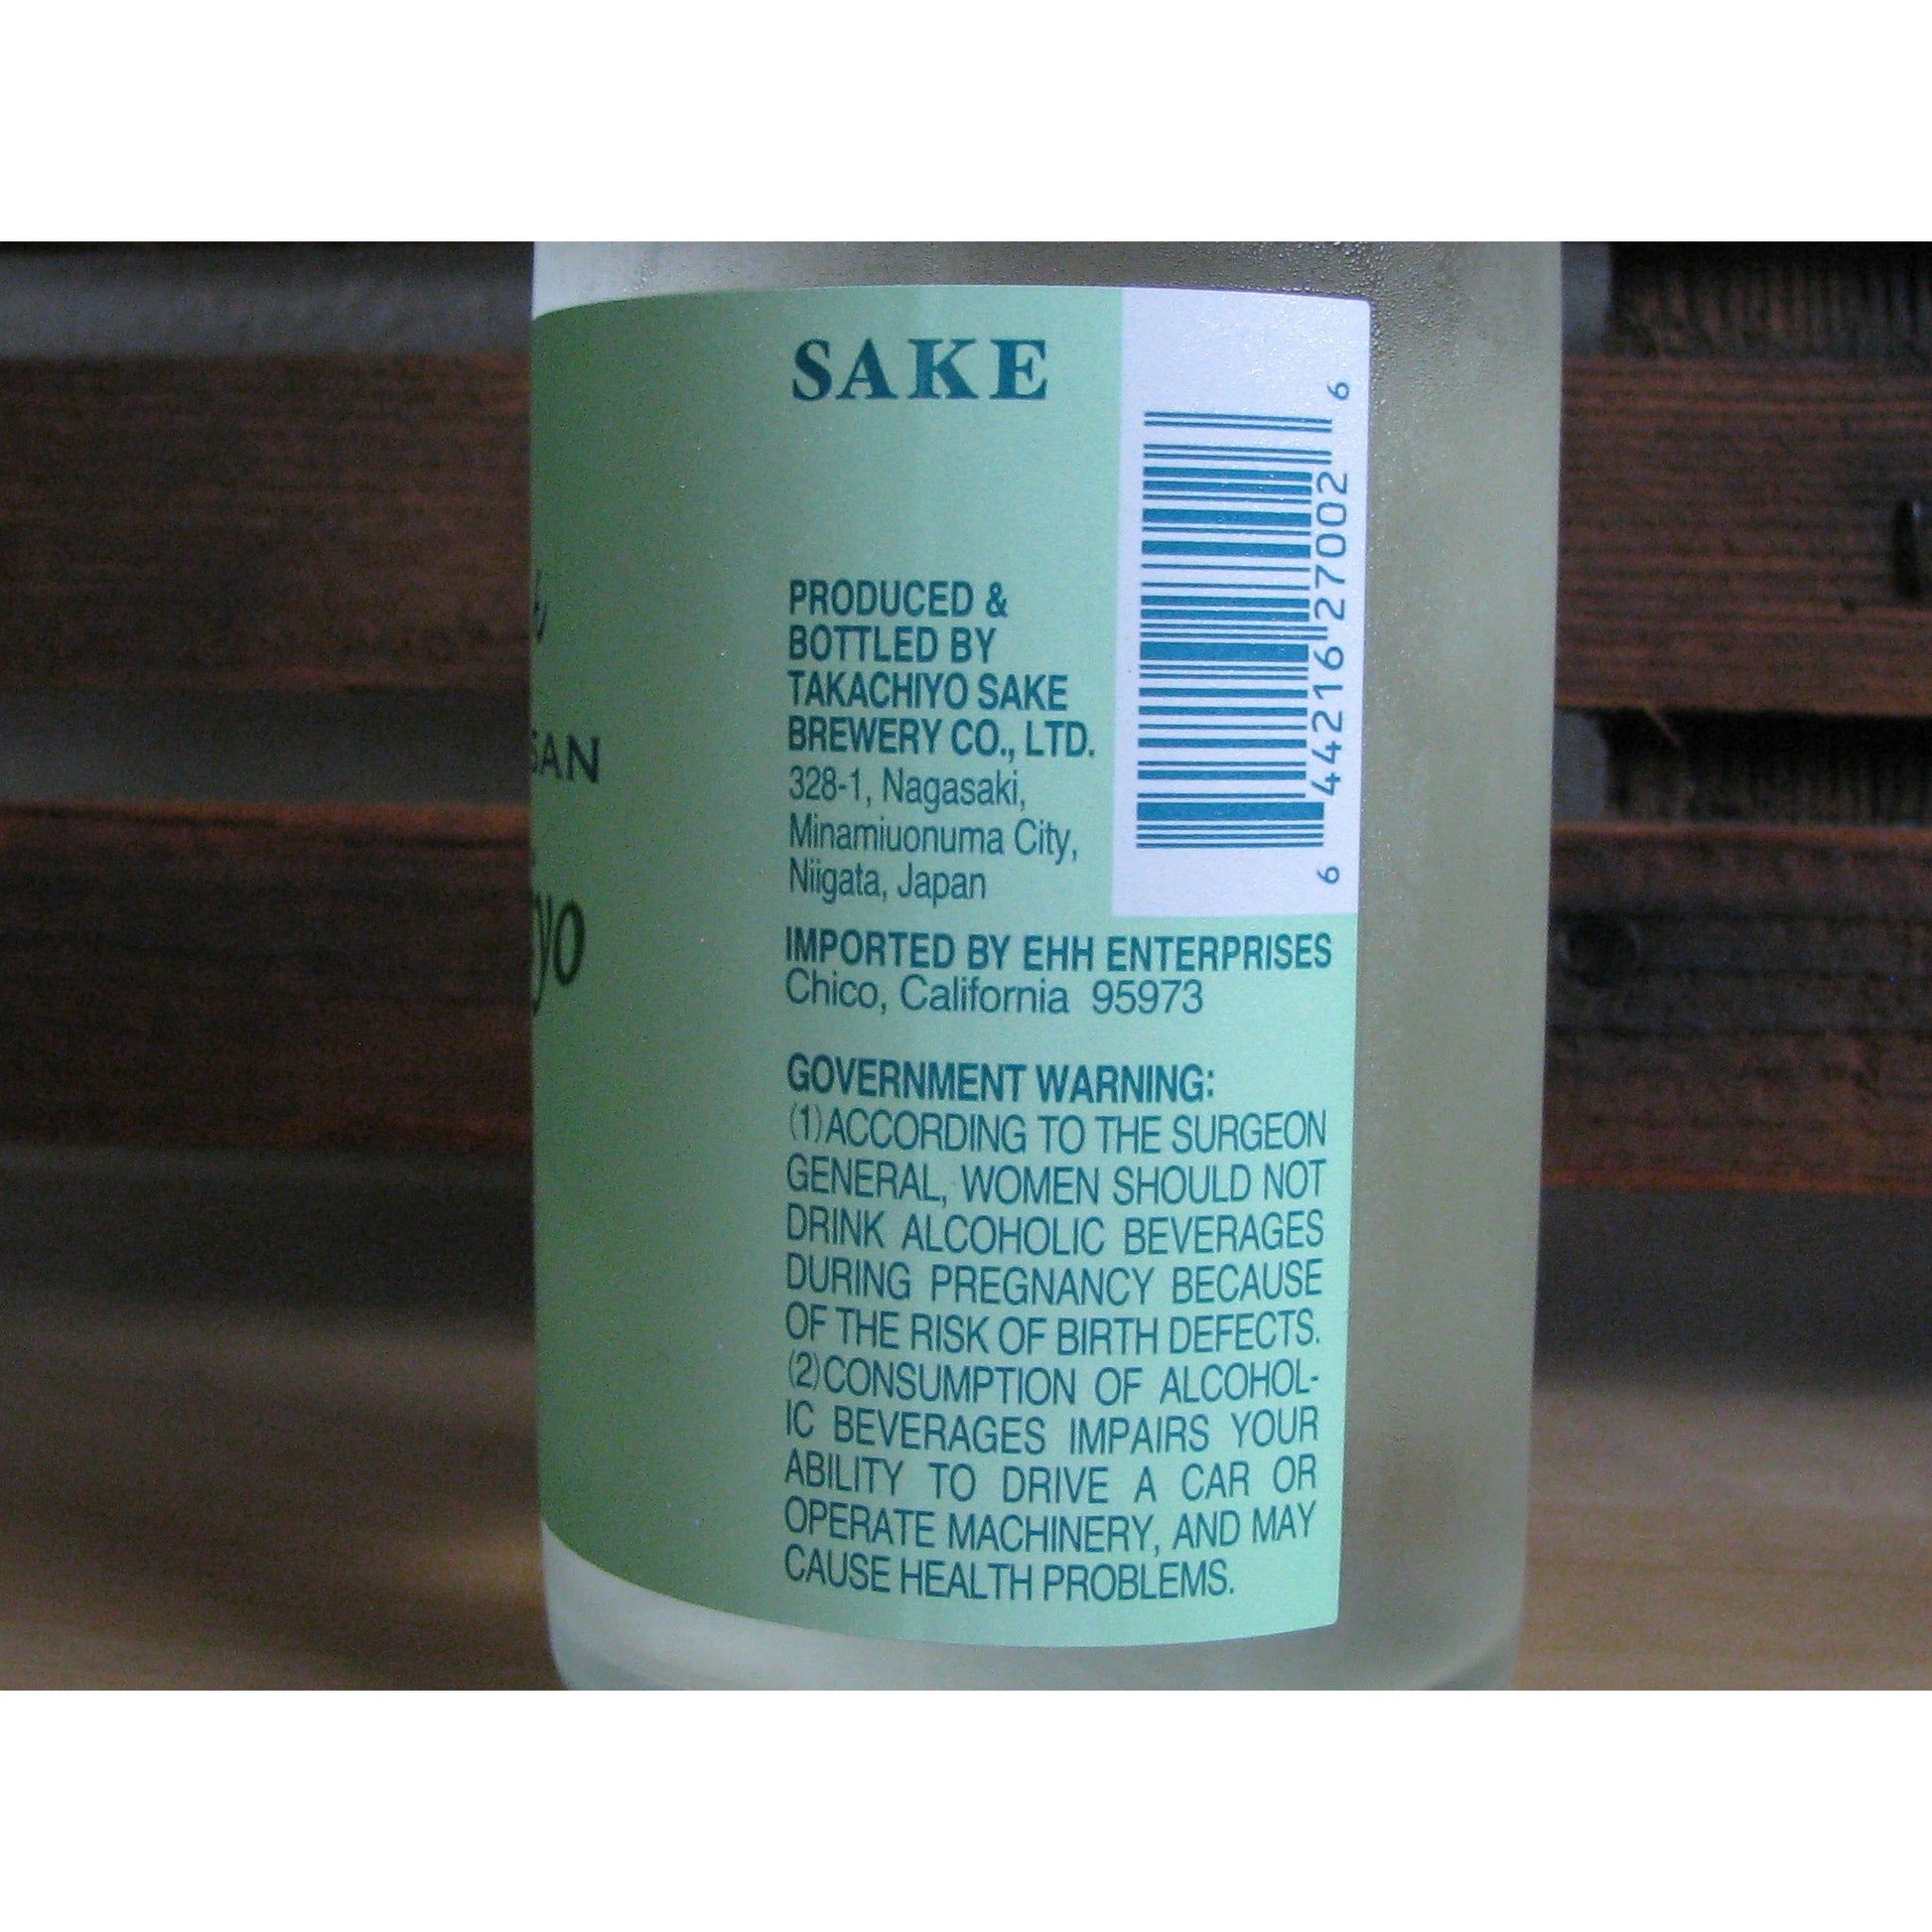 SAN
yo
SAKE
PRODUCED &
BOTTLED BY
TAKACHIYO SAKE
BREWERY CO., LTD.
328-1, Nagasaki,
Minamiuonuma City,
Niigata, Japan
6 44216 27002 6
IMPORTED BY EHH ENTERPRISES
Chico, California 95973
GOVERNMENT WARNING:
(1)ACCORDING TO THE SURGEON
GENERAL, WOMEN SHOULD NOT
DRINK ALCOHOLIC BEVERAGES
DURING PREGNANCY BECAUSE
OF THE RISK OF BIRTH DEFECTS.
(2)CONSUMPTION OF ALCOHOL-
IC BEVERAGES IMPAIRS YOUR
ABILITY TO DRIVE A CAR OR
OPERATE MACHINERY, AND MAY
CAUSE HEALTH PROBLEMS.